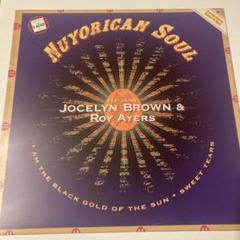 NUYORICAN SOUL
FEATURING
JOCELYN BROWN &
ROY AYERS
I AM THE BLACK GOLD OF THE SUN • SWEET TEARS